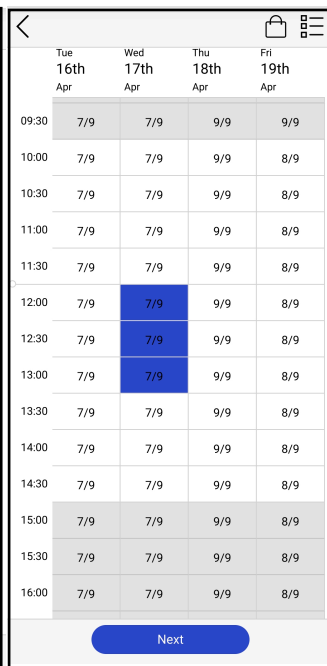 Tue Wed Thu Fri
16th 17th 18th 19th
Apr Apr Apr Apr
09:30 7/9 7/9 9/9 9/9
10:00 7/9 7/9 9/9 8/9
10:30 7/9 7/9 9/9 8/9
11:00 7/9 7/9 9/9 8/9
11:30 7/9 7/9 9/9 8/9
12:00 7/9 7/9 9/9 8/9
12:30 7/9 7/9 9/9 8/9
13:00 7/9 7/9 9/9 8/9
13:30 7/9 7/9 9/9 8/9
14:00 7/9 7/9 9/9 8/9
14:30 7/9 7/9 9/9 8/9
15:00 7/9 7/9 9/9 8/9
15:30 7/9 7/9 9/9 8/9
16:00 7/9 7/9 9/9 8/9
Next